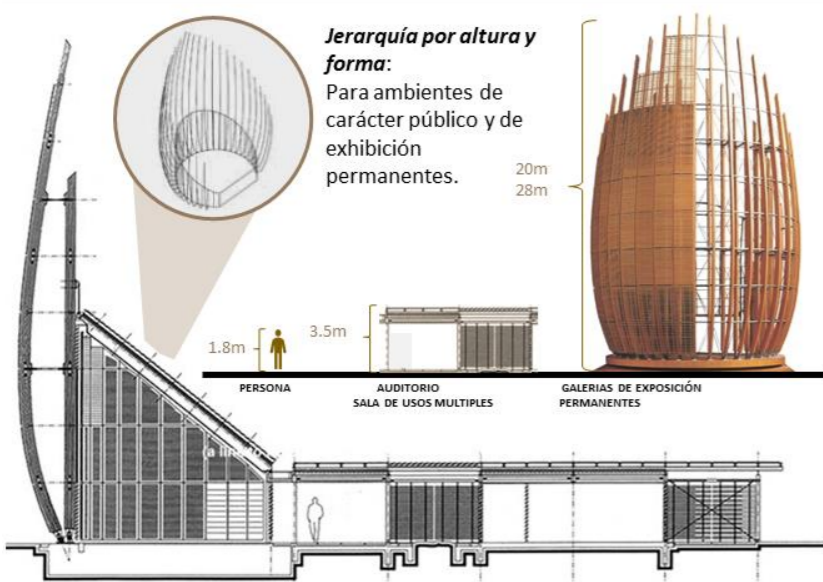 Jerarquía por altura y
forma:
Para ambientes de
carácter público y de
exhibición
permanentes.
20m
28m
3.5m
1.8m
PERSONA
AUDITORIO
SALA DE USOS MULTIPLES
GALERIAS DE EXPOSICIÓN
PERMANENTES